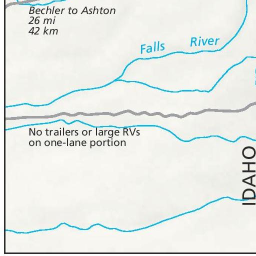 Bechler to Ashton
26 mi
42 km
Falls River
No trailers or large RVs
on one-lane portion
IDAHO